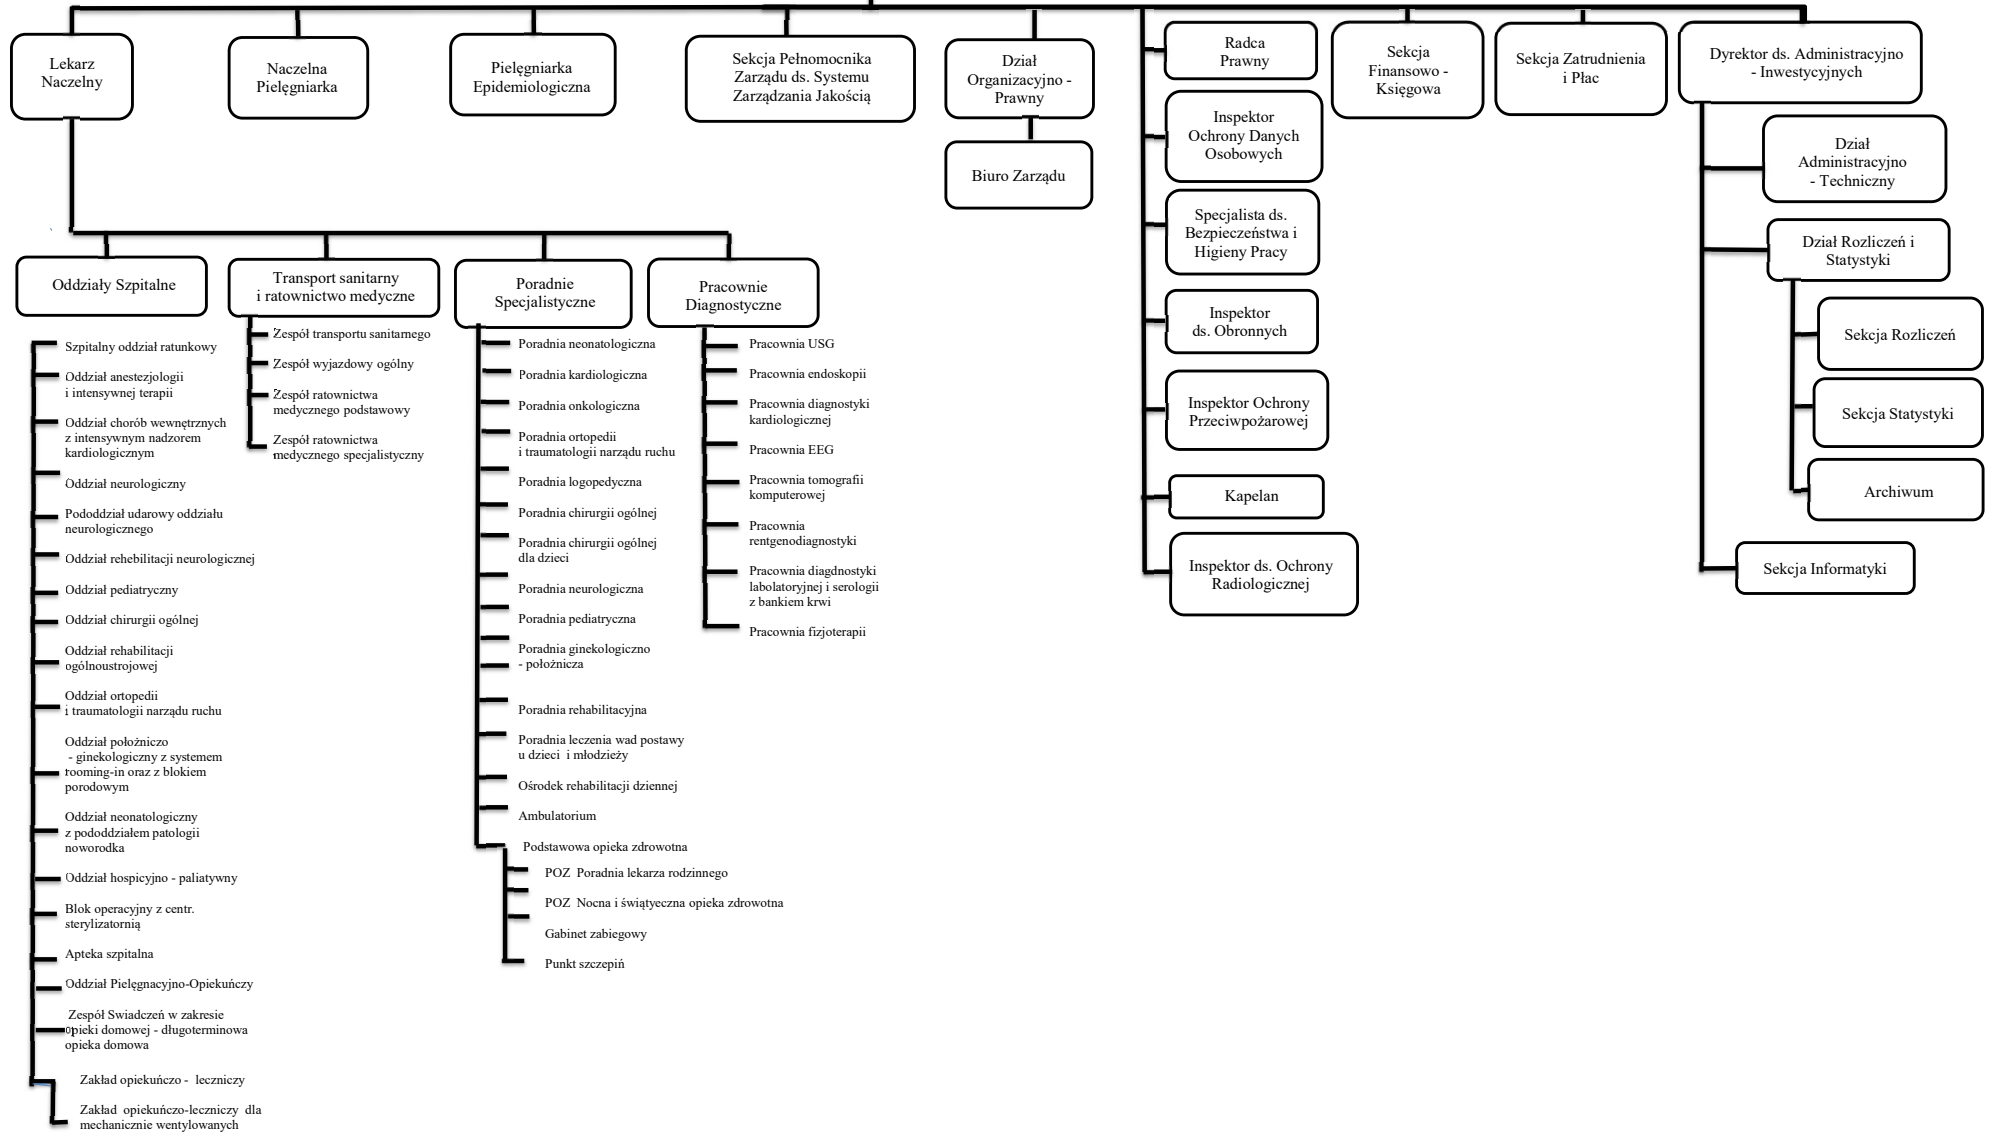 Lekarz
Naczelny
Naczelna
Pielęgniarka
Pielęgniarka
Epidemiologiczna
Sekcja Pełnomocnika
Zarządu ds. Systemu
Zarządzania Jakością
Dział
Organizacyjno -
Prawny
Biuro Zarządu
Radca
Prawny
Inspektor
Ochrony Danych
Osobowych
Specjalista ds.
Bezpieczeństwa i
Higieny Pracy
Inspektor
ds. Obronnych
Inspektor Ochrony
Przeciwpożarowej
Kapelan
Inspektor ds. Ochrony
Radiologicznej
Sekcja
Finansowo -
Księgowa
Sekcja Zatrudnienia
i Płac
Dyrektor ds. Administracyjno
- Inwestycyjnych
Dział
Administracyjno
- Techniczny
Dział Rozliczeń i
Statystyki
Sekcja Rozliczeń
Sekcja Statystyki
Archiwum
Sekcja Informatyki
Oddziały Szpitalne
Szpitalny oddział ratunkowy
Oddział anestezjologii
i intensywnej terapii
Oddział chorób wewnętrznych
z intensywnym nadzorem
kardiologicznym
Oddział neurologiczny
Pododdział udarowy oddziału
neurologicznego
Oddział rehebilitacji neurologicznej
Oddział pediatryczny
Oddział chirurgii ogólnej
Oddział rehabilitacji
ogólnoustrojowej
Oddział ortopedii
i traumatologii narządu ruchu
Oddział położniczo
- ginekologiczny z systemem
rooming-in oraz z blokiem
porodowym
Oddział neonatologiczny
z pododdziałem patologii
noworodka
Oddział hospicyjno - paliatywny
Blok operacyjny z centr.
sterylizatornią
Apteka szpitalna
Oddział Pielęgnacyjno-Opiekuńczy
Zespół Swiadczeń w zakresie
opieki domowej - długoterminowa
opieka domowa
Zakład opiekuńczo - leczniczy
Zakład opiekuńczo-leczniczy dla
mechanicznie wentylowanych
Transport sanitarny
i ratownictwo medyczne
Zespół transportu sanitarnego
Zespół wyjazdowy ogólny
Zespół ratownictwa
medycznego podstawowy
Zespół ratownictwa
medycznego specjalistyczny
Poradnie
Specjalistyczne
Poradnia neonatologiczna
Poradnia kardiologiczna
Poradnia onkologiczna
Poradnia ortopedii
i traumatologii narządu ruchu
Poradnia logopedyczna
Poradnia chirurgii ogólnej
Poradnia chirurgii ogólnej
dla dzieci
Poradnia neurologiczna
Poradnia pediatryczna
Poradnia ginekologiczno
- położnicza
Poradnia rehabilitacyjna
Poradnia leczenia wad postawy
u dzieci i młodzieży
Ośrodek rehabilitacji dziennej
Ambulatorium
Podstawowa opieka zdrowotna
POZ Poradnia lekarza rodzinnego
POZ Nocna i świątyeczna opieka zdrowotna
Gabinet zabiegowy
Punkt szczepiń
Pracownie
Diagnostyczne
Pracownia USG
Pracownia endoskopii
Pracownia diagnostyki
kardiologicznej
Pracownia EEG
Pracownia tomografii
komputerowej
Pracownia
rentgenodiagnostyki
Pracownia diagdnostyki
labolatoryjnej i serologii
z bankiem krwi
Pracownia fizjoterapii